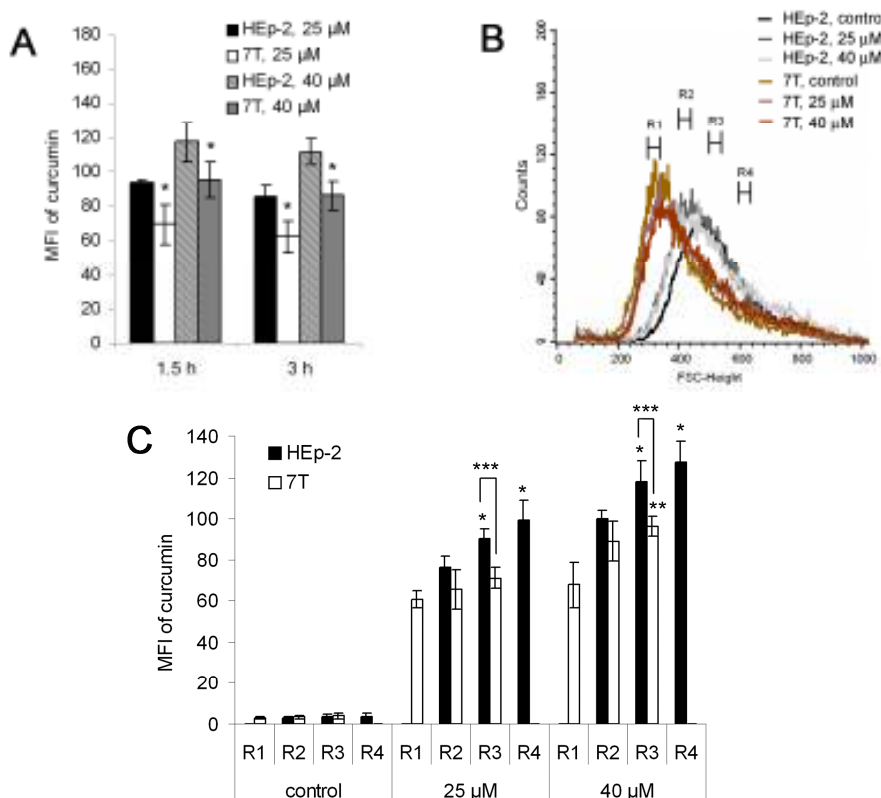 A
HEp-2, 25 µM
7T, 25 µM
HEp-2, 40 µM
7T, 40 µM
MFI of curcumin
180
160
140
120
100
80
60
40
20
0
*
*
*
*
1.5 h
3 h
B
HEp-2, control
HEp-2, 25 µM
HEp-2, 40 µM
7T, control
7T, 25 µM
7T, 40 µM
Counts
200
160
120
80
40
0
R1
R2
R3
R4
0
200
400
600
800
1000
FSC-Height
C
HEp-2
7T
MFI of curcumin
140
120
100
80
60
40
20
0
***
*
*
***
*
**
*
R1
R2
R3
R4
R1
R2
R3
R4
R1
R2
R3
R4
control
25 µM
40 µM